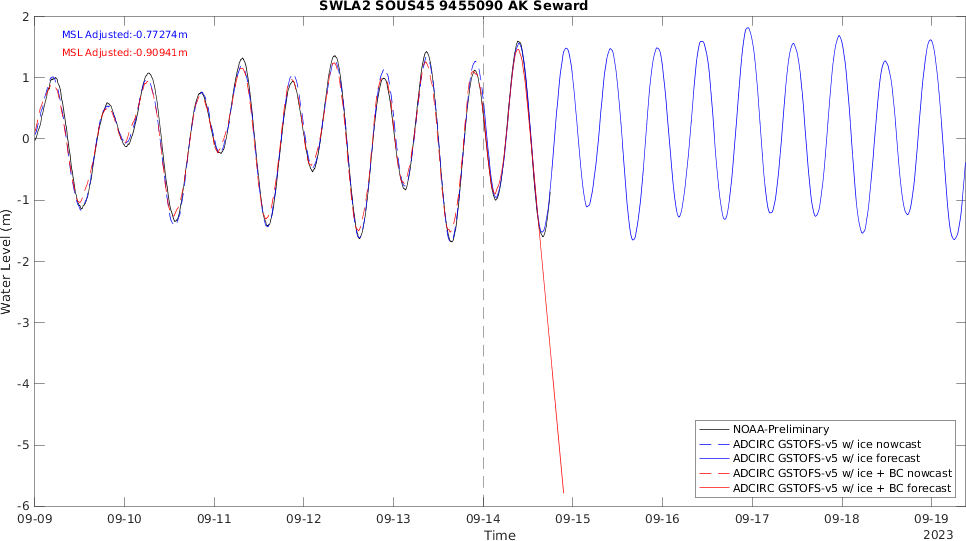 SWLA2 SOUS45 9455090 AK Seward
MSL Adjusted:-0.77274m
MSL Adjusted:-0.90941m
Water Level (m)
2
1
0
-1
-2
-3
-4
-5
-6
NOAA-Preliminary
ADCIRC GSTOFS-v5 w/ ice nowcast
ADCIRC GSTOFS-v5 w/ ice forecast
ADCIRC GSTOFS-v5 w/ ice + BC nowcast
ADCIRC GSTOFS-v5 w/ ice + BC forecast
09-09 09-10 09-11 09-12 09-13 09-14 09-15 09-16 09-17 09-18 09-19
Time
2023